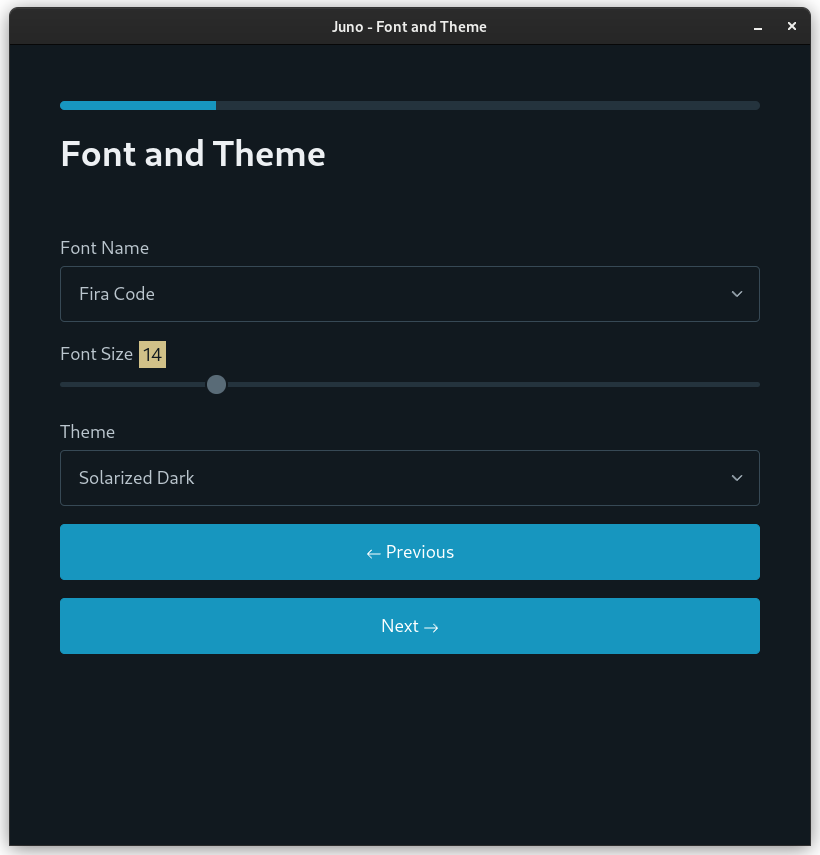 Juno - Font and Theme
Font and Theme
Font Name
Fira Code
Font Size 14
Theme
Solarized Dark
← Previous
Next →